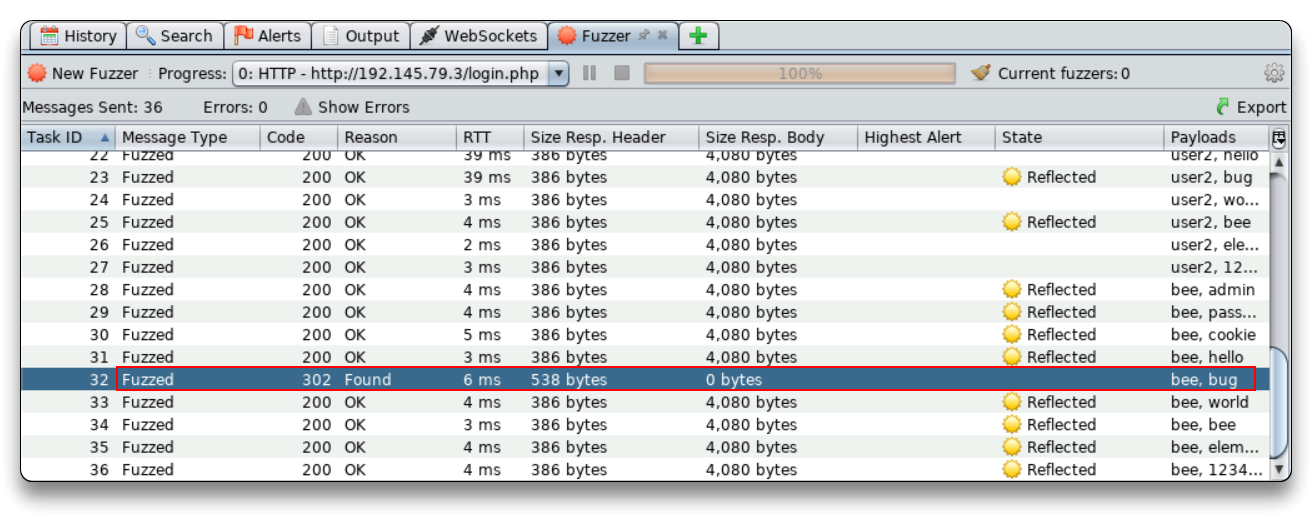 History Search Alerts Output WebSockets Fuzzer
New Fuzzer Progress: 0: HTTP - http://192.145.79.3/login.php 100% Current fuzzers: 0
Messages Sent: 36 Errors: 0 Show Errors Export
Task ID Message Type Code Reason RTT Size Resp. Header Size Resp. Body Highest Alert State Payloads
22 Fuzzed 200 OK 39 ms 386 bytes 4,080 bytes user2, hello
23 Fuzzed 200 OK 39 ms 386 bytes 4,080 bytes Reflected user2, bug
24 Fuzzed 200 OK 3 ms 386 bytes 4,080 bytes user2, wo...
25 Fuzzed 200 OK 4 ms 386 bytes 4,080 bytes Reflected user2, bee
26 Fuzzed 200 OK 2 ms 386 bytes 4,080 bytes user2, ele...
27 Fuzzed 200 OK 3 ms 386 bytes 4,080 bytes user2, 12...
28 Fuzzed 200 OK 4 ms 386 bytes 4,080 bytes Reflected bee, admin
29 Fuzzed 200 OK 4 ms 386 bytes 4,080 bytes Reflected bee, pass...
30 Fuzzed 200 OK 5 ms 386 bytes 4,080 bytes Reflected bee, cookie
31 Fuzzed 200 OK 3 ms 386 bytes 4,080 bytes Reflected bee, hello
32 Fuzzed 302 Found 6 ms 538 bytes 0 bytes bee, bug
33 Fuzzed 200 OK 4 ms 386 bytes 4,080 bytes Reflected bee, world
34 Fuzzed 200 OK 3 ms 386 bytes 4,080 bytes Reflected bee, bee
35 Fuzzed 200 OK 4 ms 386 bytes 4,080 bytes Reflected bee, elem...
36 Fuzzed 200 OK 4 ms 386 bytes 4,080 bytes Reflected bee, 1234...